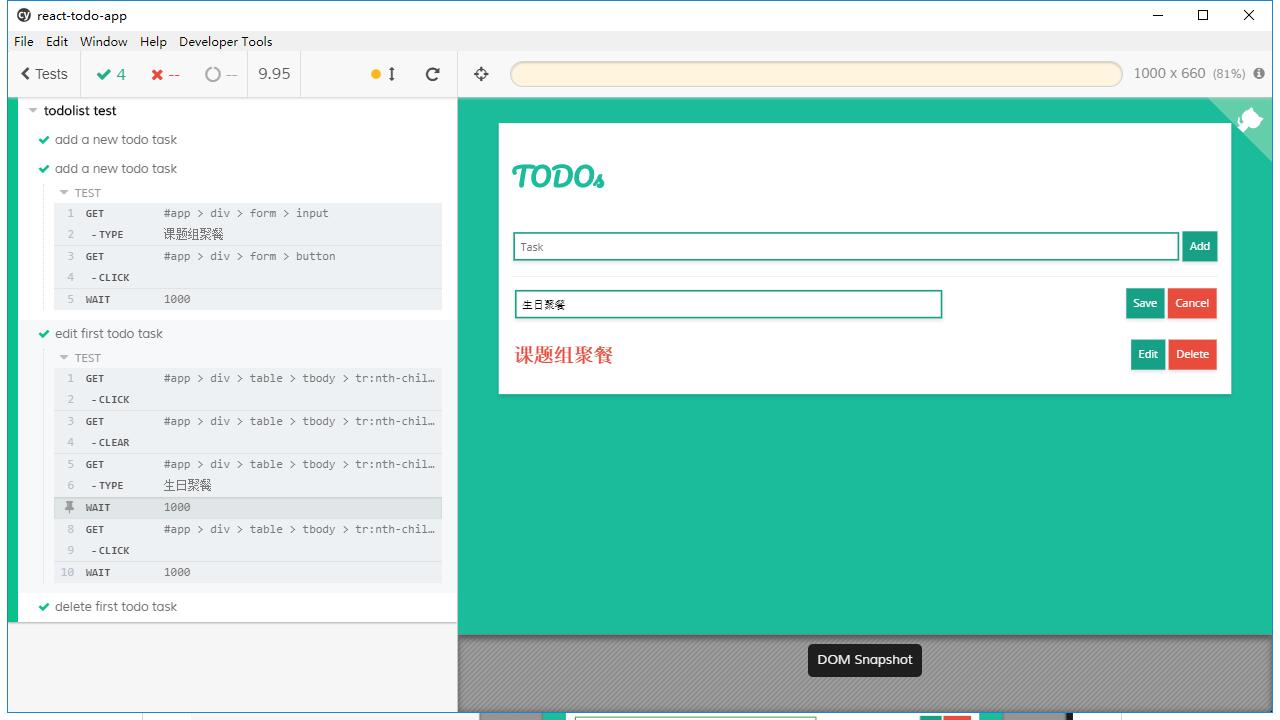 react-todo-app
File Edit Window Help Developer Tools
Tests 4 -- -- 9.95 1000 x 660 (81%)
todolist test
add a new todo task
add a new todo task
TEST
1 GET #app > div > form > input
2 - TYPE 课题组聚餐
3 GET #app > div > form > button
4 - CLICK
5 WAIT 1000
edit first todo task
TEST
1 GET #app > div > table > tbody > tr:nth-chil…
2 - CLICK
3 GET #app > div > table > tbody > tr:nth-chil…
4 - CLEAR
5 GET #app > div > table > tbody > tr:nth-chil…
6 - TYPE 生日聚餐
WAIT 1000
8 GET #app > div > table > tbody > tr:nth-chil…
9 - CLICK
10 WAIT 1000
delete first todo task
TODOs
Task Add
生日聚餐 Save Cancel
课题组聚餐 Edit Delete
DOM Snapshot